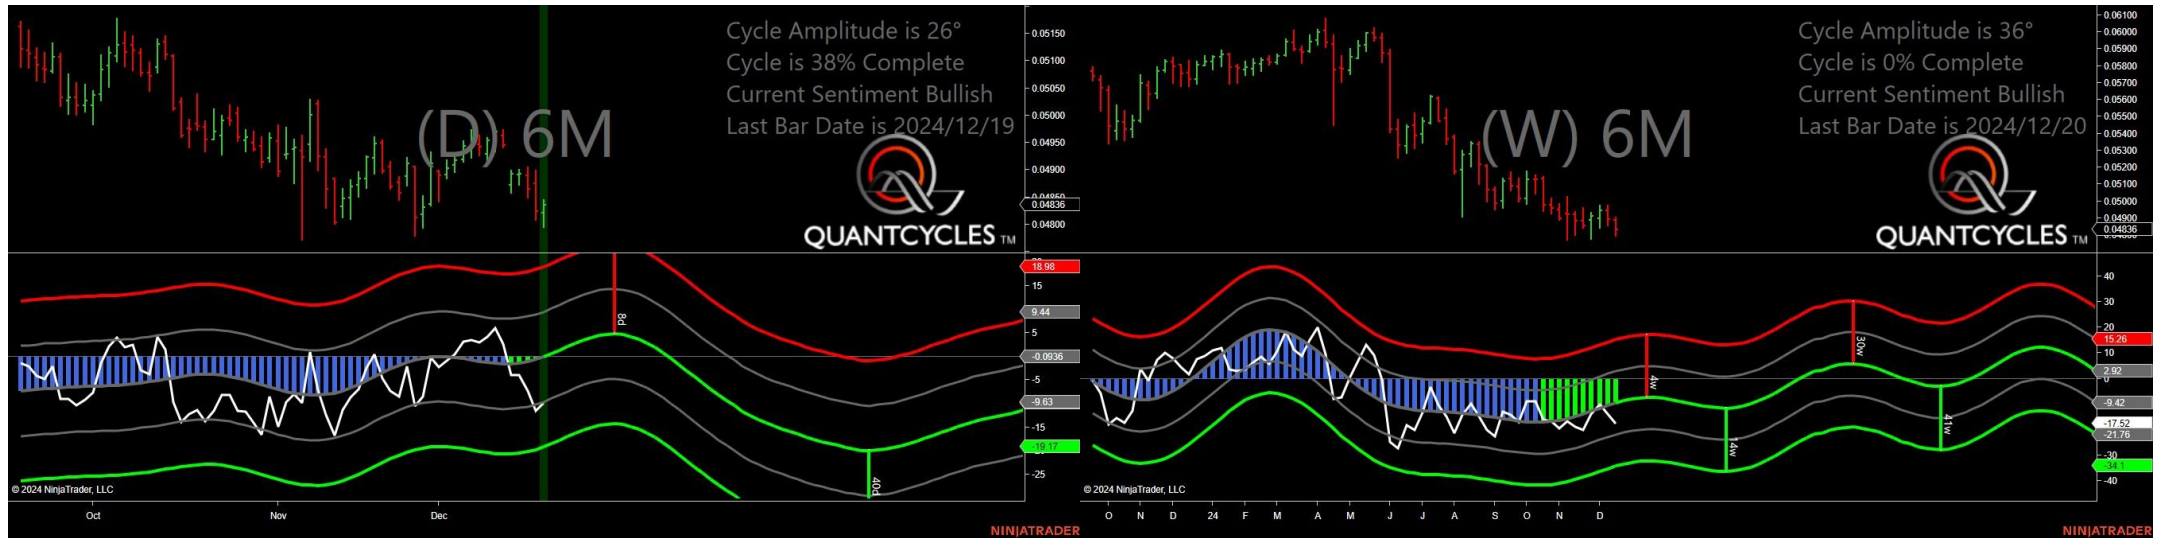 Cycle Amplitude is 26°
Cycle is 38% Complete
Current Sentiment Bullish
Last Bar Date is 2024/12/19
(D) 6M
QUANTCYCLES TM
0.05150
0.05100
0.05050
0.05000
0.04950
0.04900
0.04850
0.04836
0.04800
18.98
15
9.44
5
-0.0936
-5
-9.63
-15
-19.17
-25
8d
40d
© 2024 NinjaTrader, LLC
Oct Nov Dec
NINJATRADER
Cycle Amplitude is 36°
Cycle is 0% Complete
Current Sentiment Bullish
Last Bar Date is 2024/12/20
(W) 6M
QUANTCYCLES TM
0.06100
0.06000
0.05900
0.05800
0.05700
0.05600
0.05500
0.05400
0.05300
0.05200
0.05100
0.05000
0.04900
0.04836
40
30
20
15.26
10
2.92
0
-9.42
-17.52
-21.76
-30
-34.1
-40
4w
14w
30w
41w
© 2024 NinjaTrader, LLC
O N D 24 F M A M J J A S O N D
NINJATRADER